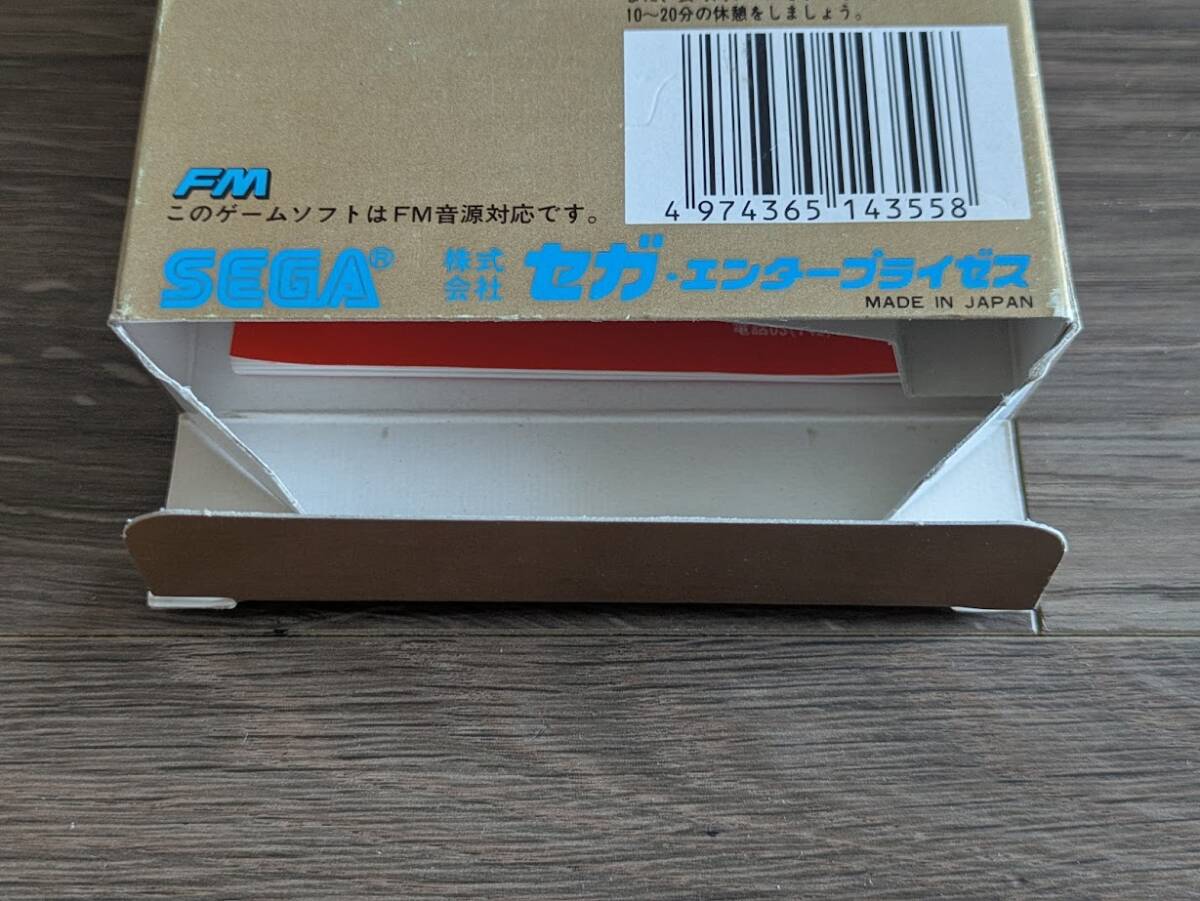 10～20分の休憩をしましょう。
4 974365 143558
FM
このゲームソフトはFM音源対応です。
SEGA® 株式会社 セガ・エンタープライゼス
MADE IN JAPAN